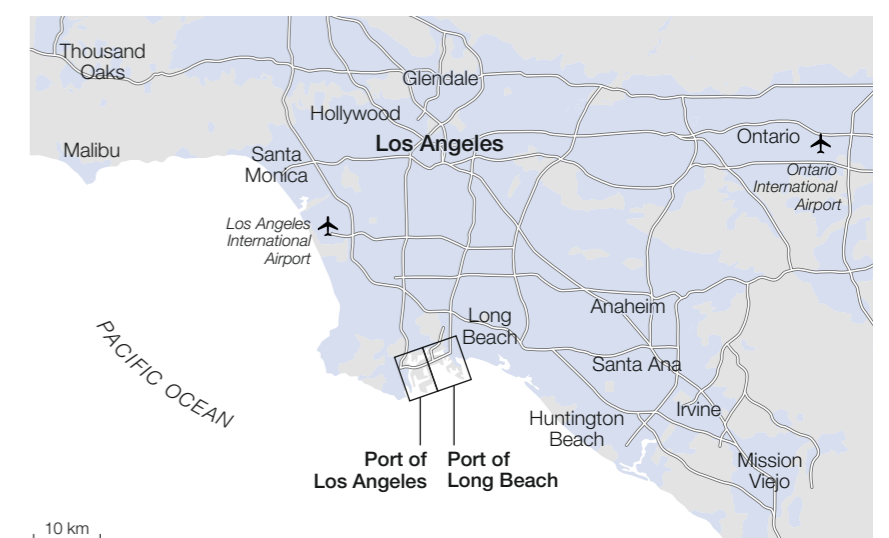 Thousand
Oaks
Glendale
Hollywood
Los Angeles
Ontario
Malibu
Santa
Monica
Ontario
International
Airport
Los Angeles
International
Airport
Anaheim
Long
Beach
PACIFIC OCEAN
Santa Ana
Huntington
Beach
Irvine
Port of
Los Angeles
Port of
Long Beach
Mission
Viejo
10 km